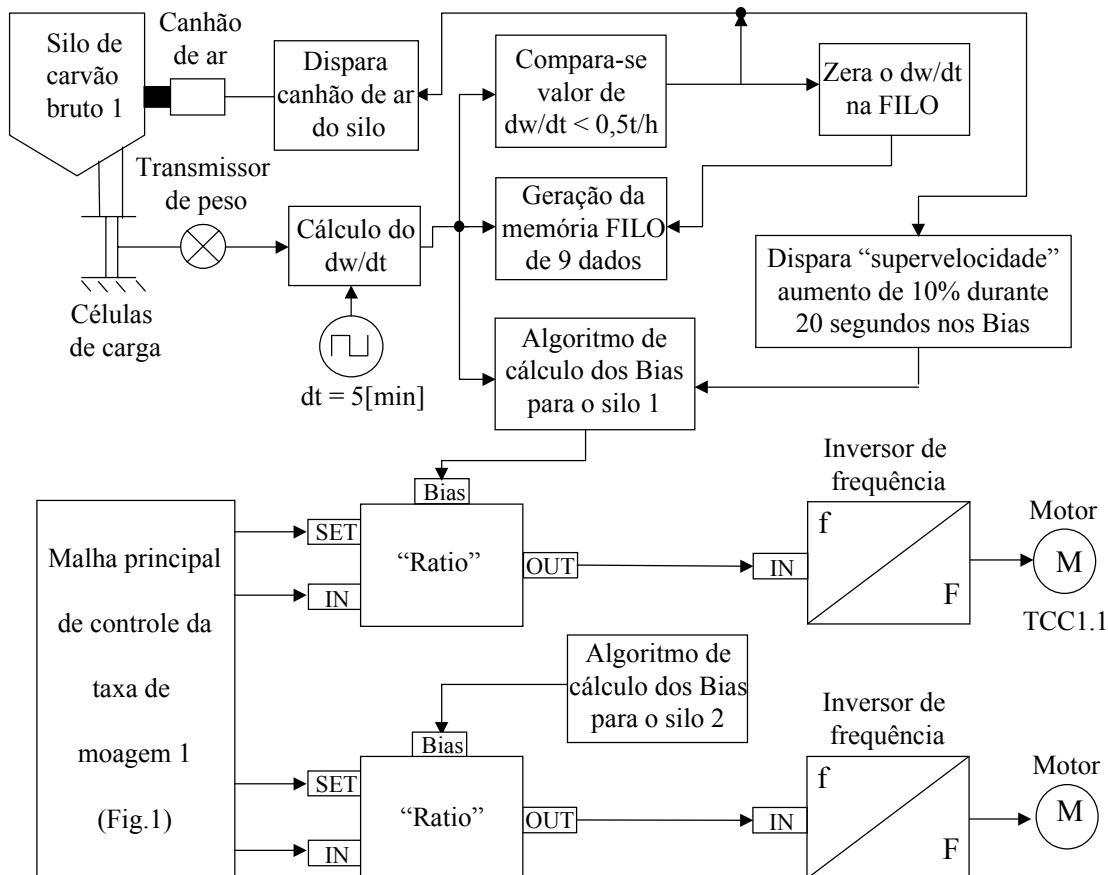 Silo de
carvão
bruto 1
Canhão
de ar
Dispara
canhão de ar
do silo
Compara-se
valor de
dw/dt < 0,5t/h
Zera o dw/dt
na FILO
Transmissor
de peso
Cálculo do
dw/dt
Geração da
memória FILO
de 9 dados
Dispara “supervelocidade”
aumento de 10% durante
20 segundos nos Bias
Células
de carga
dt = 5[min]
Algoritmo de
cálculo dos Bias
para o silo 1
Malha principal
de controle da
taxa de
moagem 1
(Fig.1)
Bias
SET
IN
“Ratio”
OUT
Inversor de
frequência
IN
f
F
Motor
M
TCC1.1
Algoritmo de
cálculo dos Bias
para o silo 2
Bias
SET
IN
“Ratio”
OUT
Inversor de
frequência
IN
f
F
Motor
M